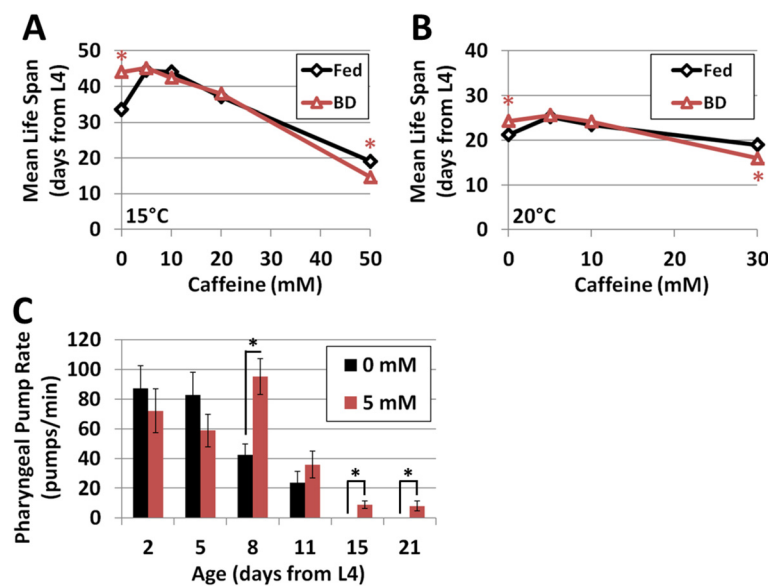 A
Mean Life Span
(days from L4)
50
40
30
20
10
0
*
*
Fed
BD
15°C
0 10 20 30 40 50
Caffeine (mM)
B
Mean Life Span
(days from L4)
40
30
20
10
0
*
*
Fed
BD
20°C
0 10 20 30
Caffeine (mM)
C
Pharyngeal Pump Rate
(pumps/min)
120
100
80
60
40
20
0
*
*
*
0 mM
5 mM
2 5 8 11 15 21
Age (days from L4)